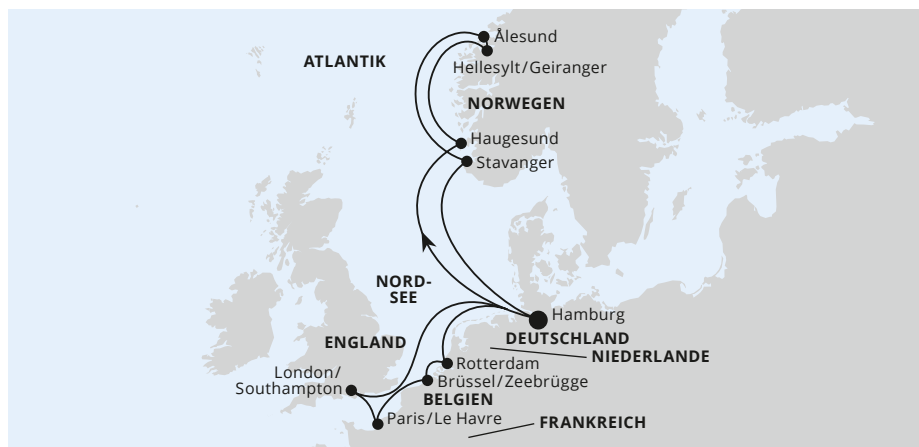 Ålesund
ATLANTIK
Hellesylt/Geiranger
NORWEGEN
Haugesund
Stavanger
NORD-
SEE
Hamburg
DEUTSCHLAND
ENGLAND
NIEDERLANDE
Rotterdam
London/
Southampton
Brüssel/Zeebrügge
BELGIEN
Paris/Le Havre
FRANKREICH